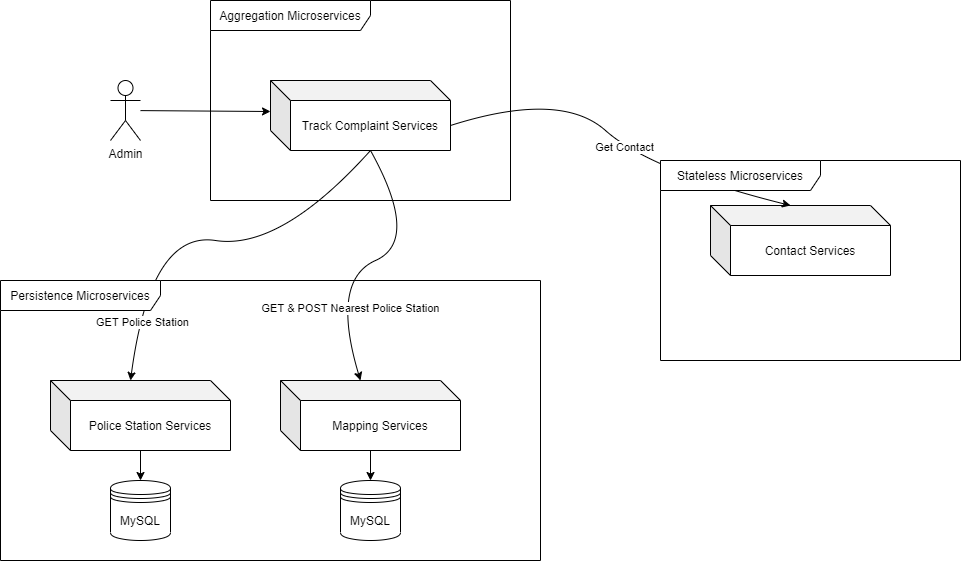 Aggregation Microservices
Track Complaint Services
Admin
Get Contact
Stateless Microservices
Contact Services
Persistence Microservices
GET & POST Nearest Police Station
GET Police Station
Police Station Services
Mapping Services
MySQL
MySQL